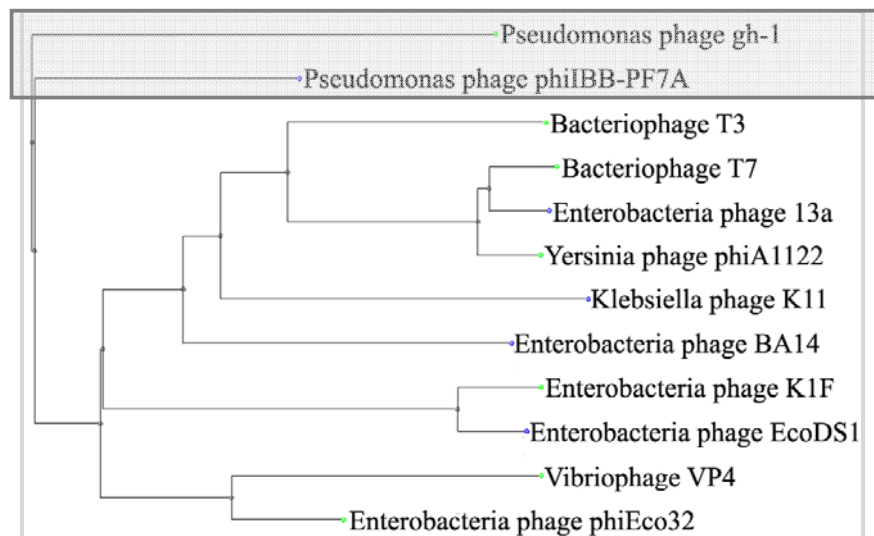 Pseudomonas phage gh-1
Pseudomonas phage philBB-PF7A
Bacteriophage T3
Bacteriophage T7
Enterobacteria phage 13a
Yersinia phage phiA1122
Klebsiella phage K11
Enterobacteria phage BA14
Enterobacteria phage K1F
Enterobacteria phage EcoDS1
Vibriophage VP4
Enterobacteria phage phiEco32